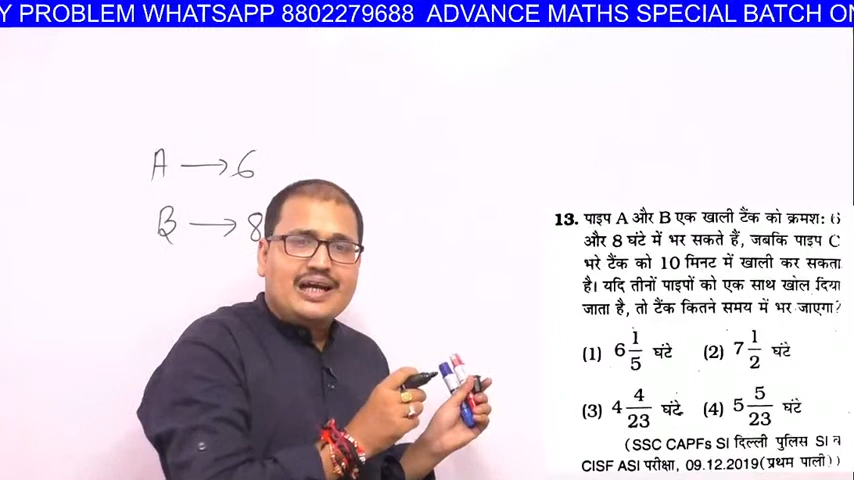 Y PROBLEM WHATSAPP 8802279688 ADVANCE MATHS SPECIAL BATCH ON
A → 6
B → 8
13. पाइप A और B एक खाली टैंक को क्रमश: 6
और 8 घंटे में भर सकते हैं, जबकि पाइप C
भरे टैंक को 10 मिनट में खाली कर सकता
है। यदि तीनों पाइपों को एक साथ खोल दिया
जाता है, तो टैंक कितने समय में भर जाएगा?
(1) 6 1/5 घंटे (2) 7 1/2 घंटे
(3) 4 4/23 घंटे (4) 5 5/23 घंटे
(SSC CAPFs SI दिल्ली पुलिस SI व
CISF ASI परीक्षा, 09.12.2019(प्रथम पाली))